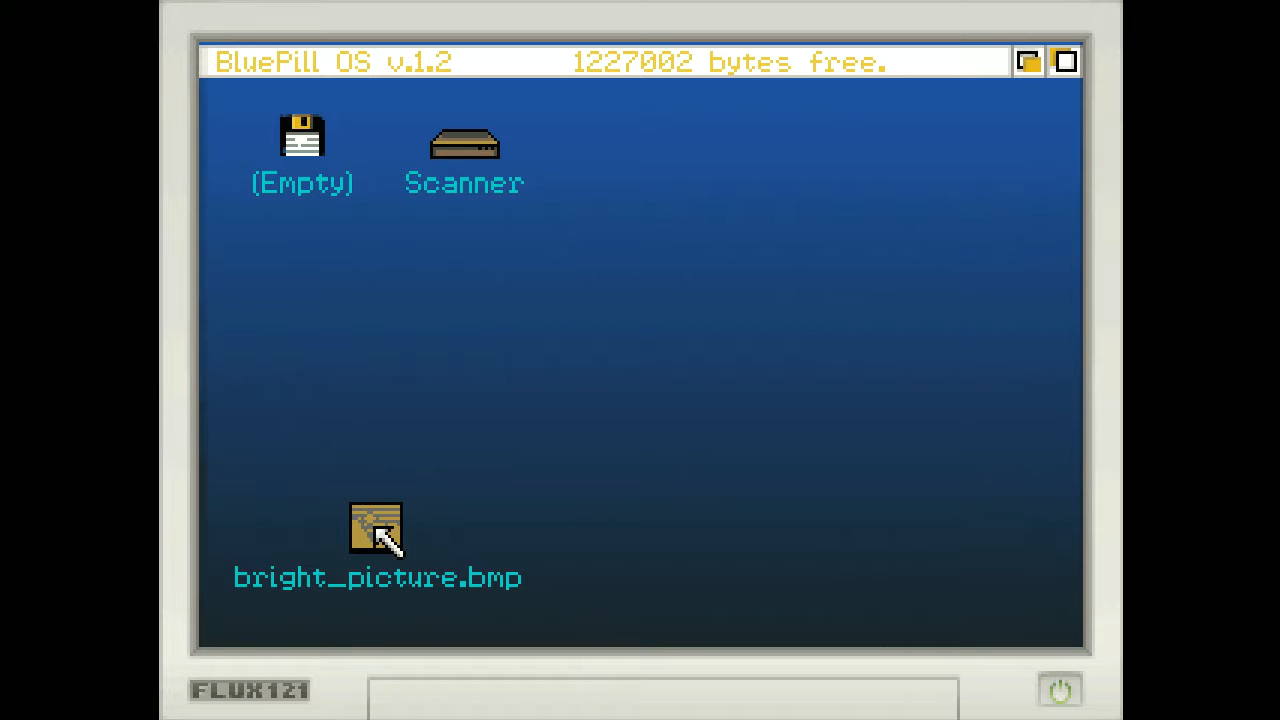 BluePill OS v.1.2 1227002 bytes free.
(Empty) Scanner
bright_picture.bmp
FLUX121